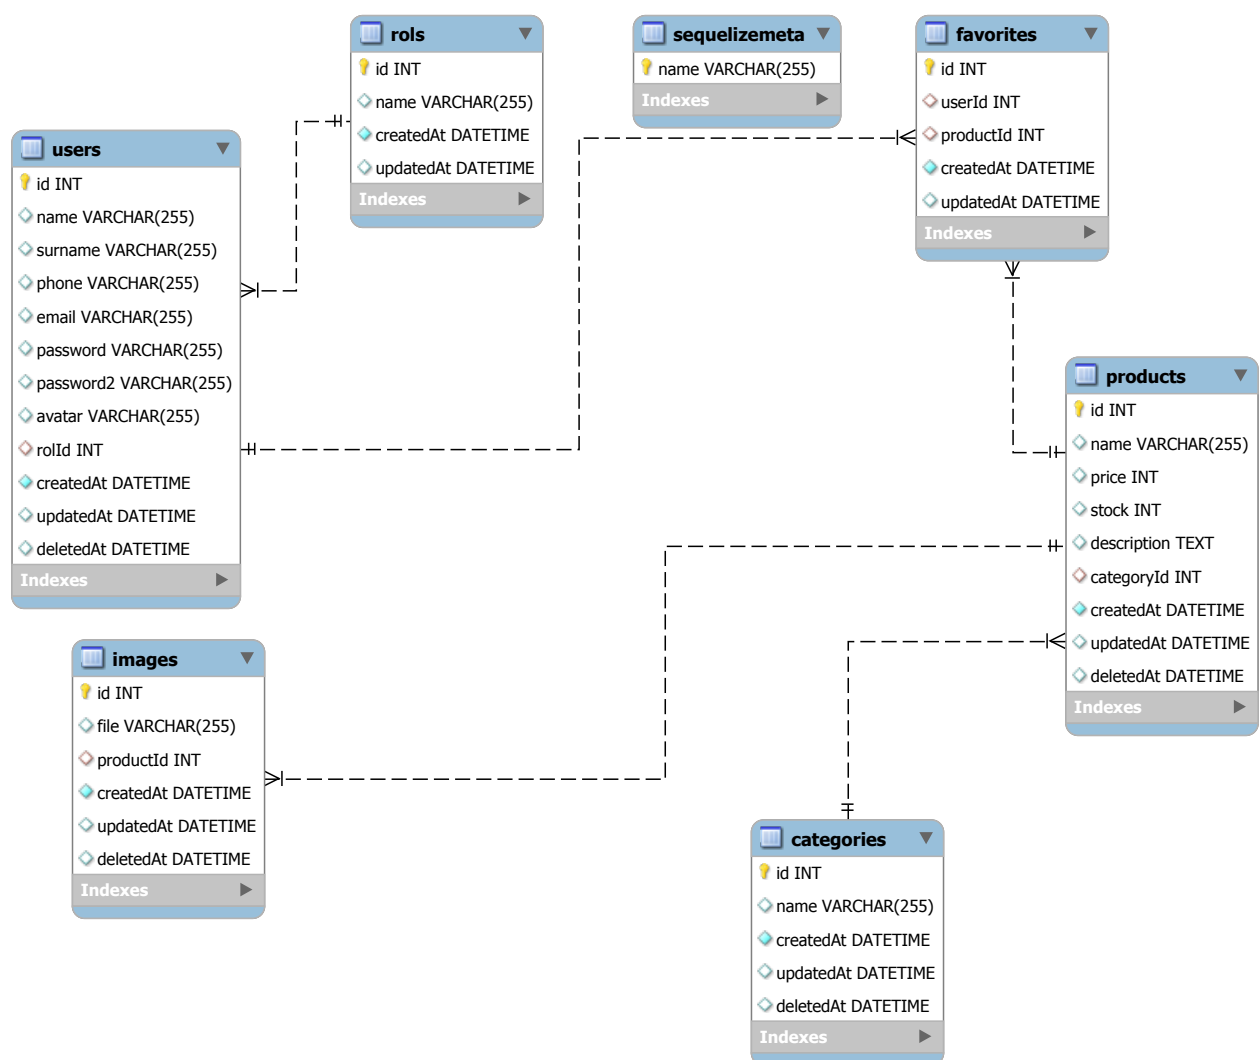 rols
id INT
name VARCHAR(255)
createdAt DATETIME
updatedAt DATETIME
Indexes
sequelizemeta
name VARCHAR(255)
Indexes
favorites
id INT
userId INT
productId INT
createdAt DATETIME
updatedAt DATETIME
Indexes
users
id INT
name VARCHAR(255)
surname VARCHAR(255)
phone VARCHAR(255)
email VARCHAR(255)
password VARCHAR(255)
password2 VARCHAR(255)
avatar VARCHAR(255)
rolId INT
createdAt DATETIME
updatedAt DATETIME
deletedAt DATETIME
Indexes
products
id INT
name VARCHAR(255)
price INT
stock INT
description TEXT
categoryId INT
createdAt DATETIME
updatedAt DATETIME
deletedAt DATETIME
Indexes
images
id INT
file VARCHAR(255)
productId INT
createdAt DATETIME
updatedAt DATETIME
deletedAt DATETIME
Indexes
categories
id INT
name VARCHAR(255)
createdAt DATETIME
updatedAt DATETIME
deletedAt DATETIME
Indexes